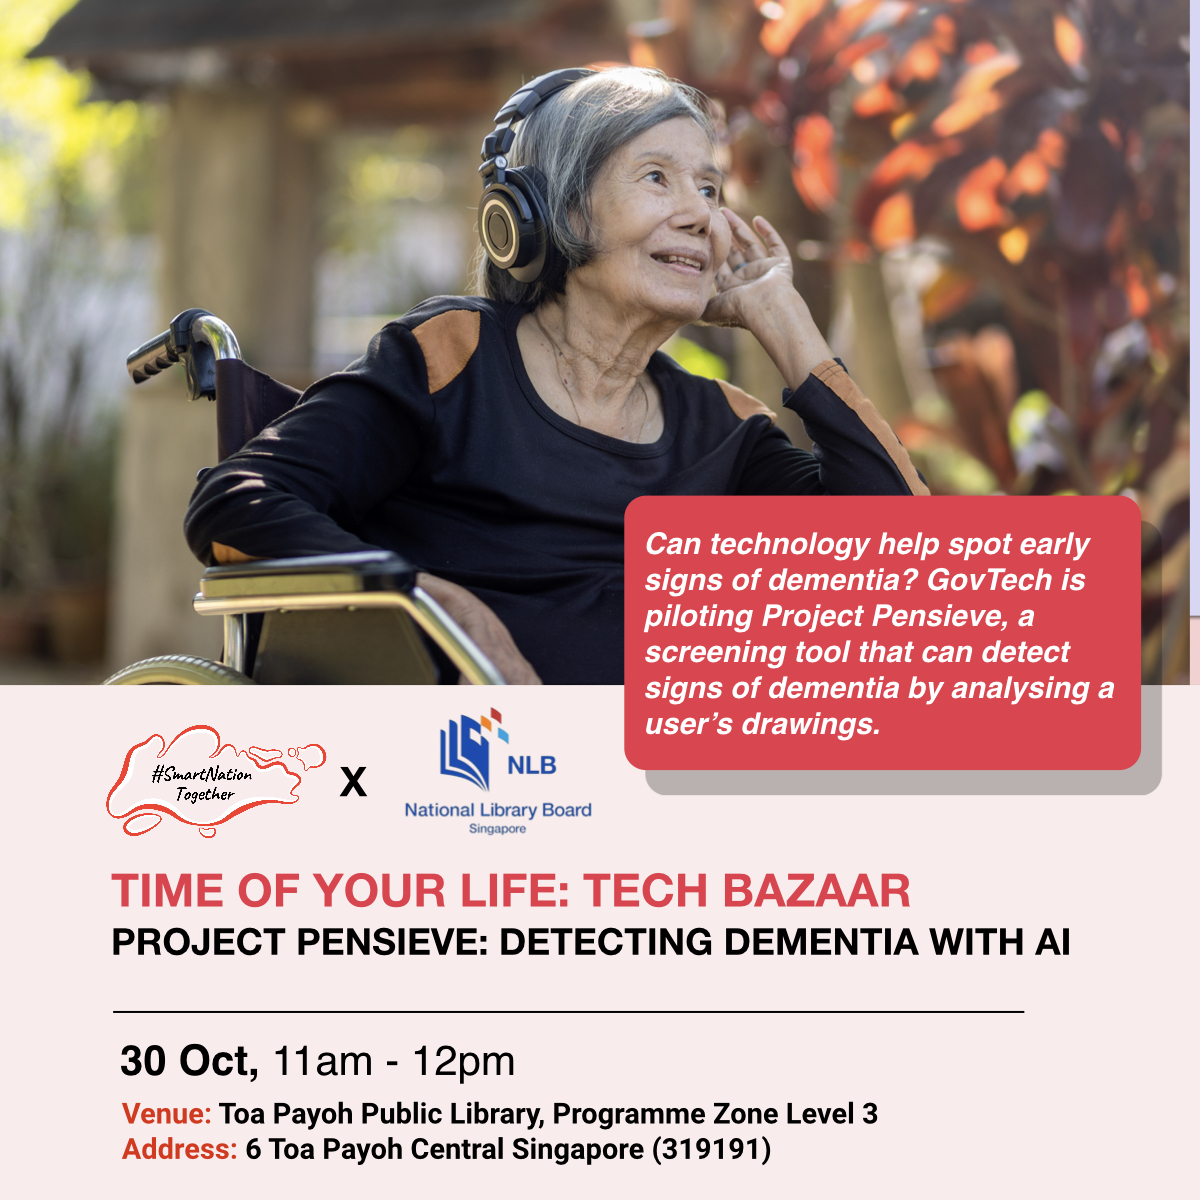 Can technology help spot early
signs of dementia? GovTech is
piloting Project Pensieve, a
screening tool that can detect
signs of dementia by analysing a
user’s drawings.
#SmartNation
Together
X
NLB
National Library Board
Singapore
TIME OF YOUR LIFE: TECH BAZAAR
PROJECT PENSIEVE: DETECTING DEMENTIA WITH AI
30 Oct, 11am - 12pm
Venue: Toa Payoh Public Library, Programme Zone Level 3
Address: 6 Toa Payoh Central Singapore (319191)